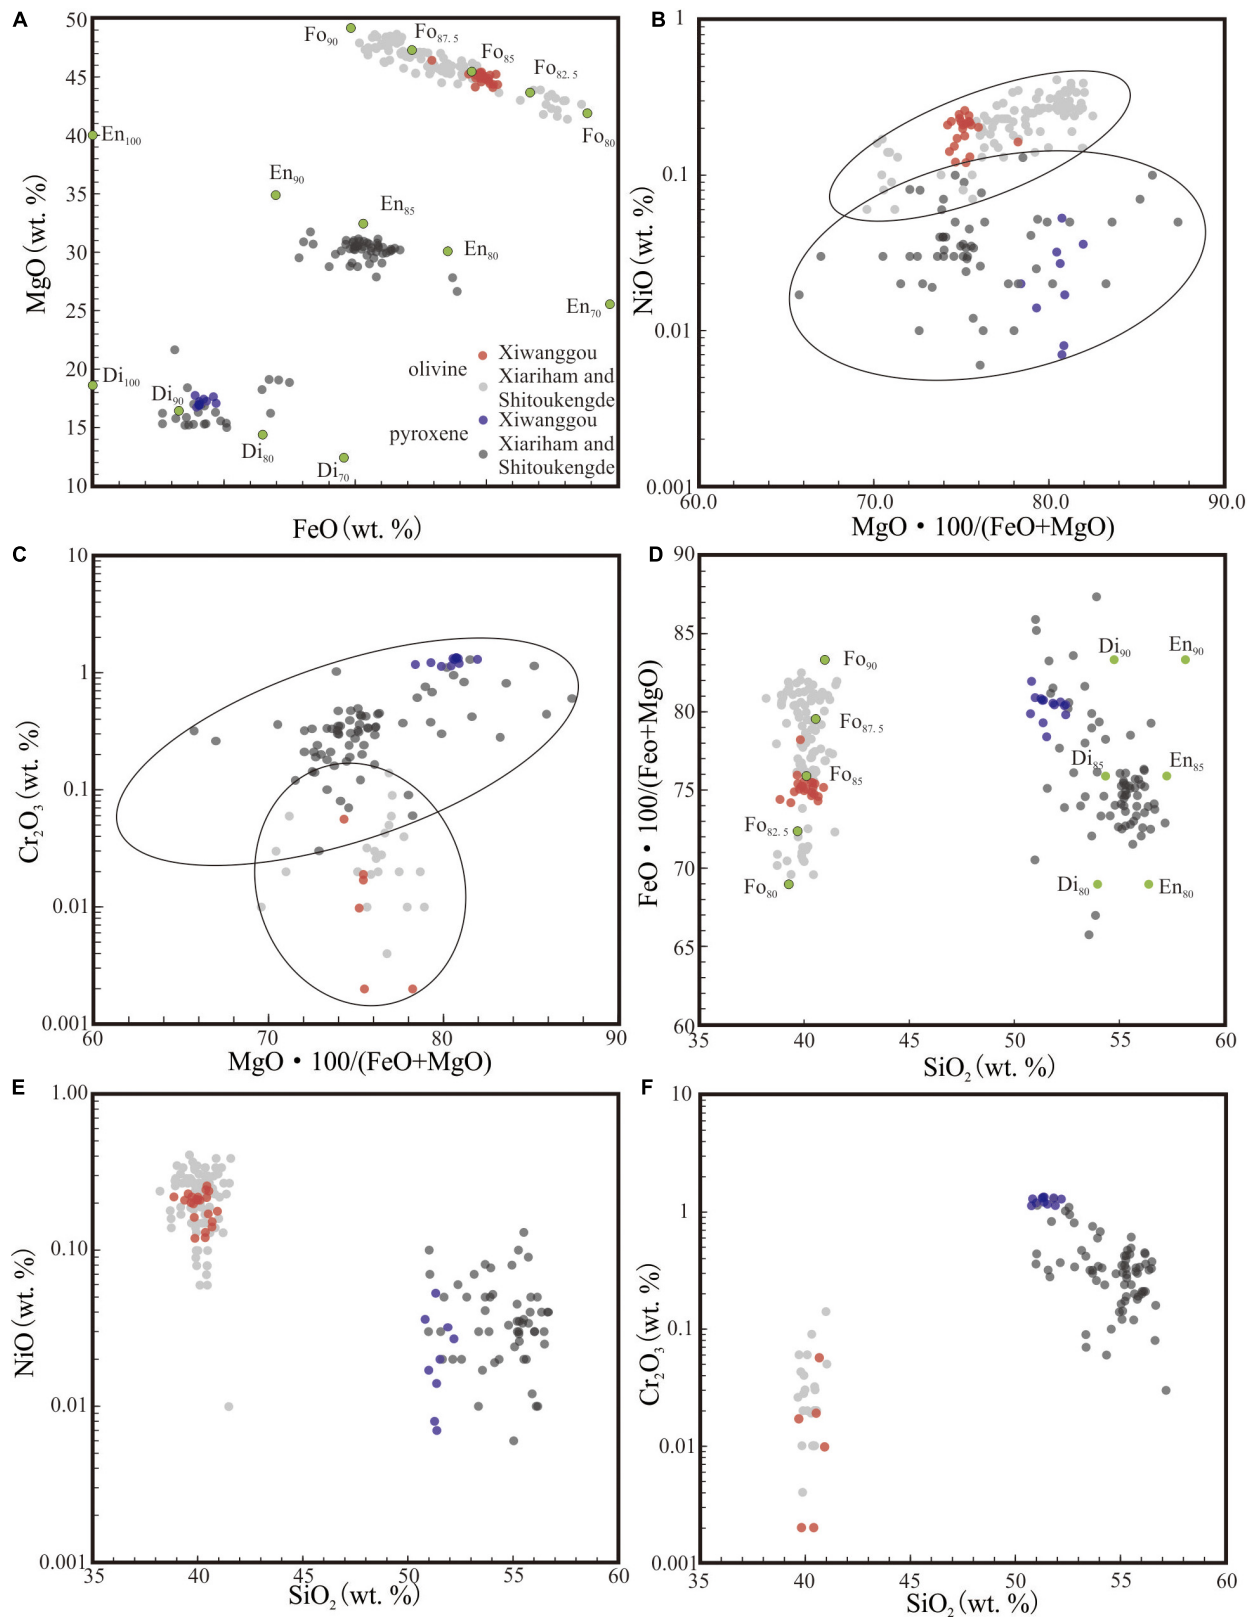 A
50
45
40
35
30
25
20
15
10
MgO (wt. %)
Fo90
Fo87.5
Fo85
Fo82.5
Fo80
En100
En90
En85
En80
En70
Di100
Di90
Di80
Di70
olivine
Xiwanggou
Xiariham and
Shitoukengde
pyroxene
Xiwanggou
Xiariham and
Shitoukengde
FeO (wt. %)
B
1
0.1
0.01
0.001
NiO (wt. %)
60.0
70.0
80.0
90.0
MgO • 100/(FeO+MgO)
C
10
1
0.1
0.01
0.001
Cr2O3 (wt. %)
60
70
80
90
MgO • 100/(FeO+MgO)
D
90
85
80
75
70
65
60
FeO • 100/(Feo+MgO)
Fo90
Fo87.5
Fo85
Fo82.5
Fo80
Di90
En90
Di85
En85
Di80
En80
35
40
45
50
55
60
SiO2 (wt. %)
E
1.00
0.10
0.01
0.001
NiO (wt. %)
35
40
45
50
55
60
SiO2 (wt. %)
F
10
1
0.1
0.01
0.001
Cr2O3 (wt. %)
35
40
45
50
55
60
SiO2 (wt. %)